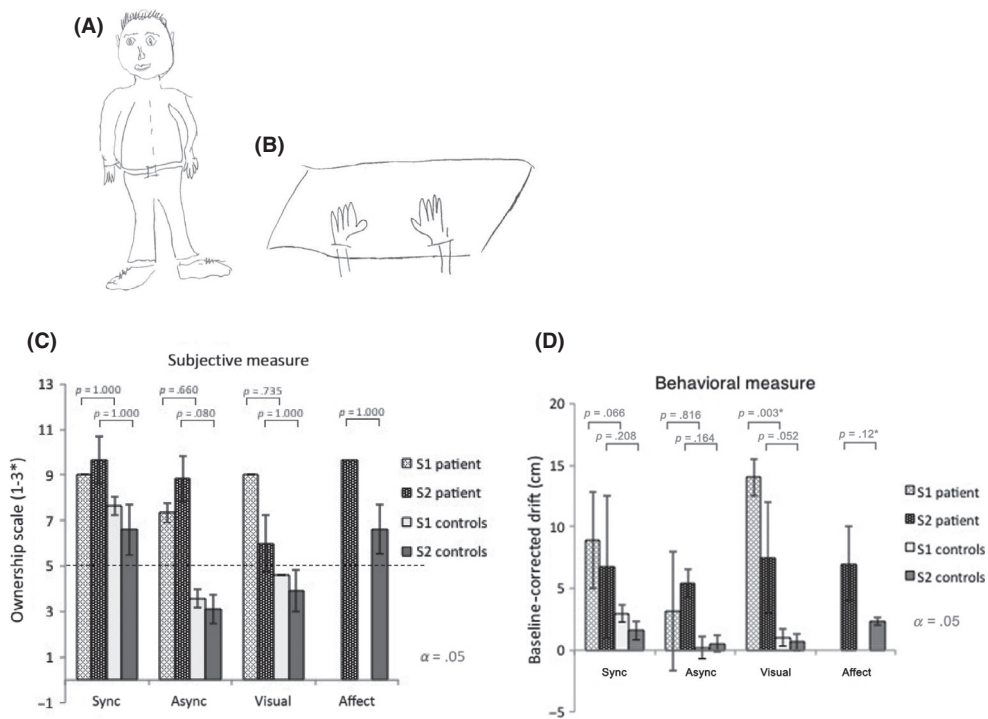 (A)
(B)
(C)
Subjective measure
Ownership scale (1-3*)
13
11
9
7
5
3
1
–1
p = 1.000
p = 1.000
p = .660
p = .080
p = .735
p = 1.000
p = 1.000
S1 patient
S2 patient
S1 controls
S2 controls
α = .05
Sync Async Visual Affect
(D)
Behavioral measure
Baseline-corrected drift (cm)
20
15
10
5
0
–5
p = .066
p = .208
p = .816
p = .164
p = .003*
p = .052
p = .12*
S1 patient
S2 patient
S1 controls
S2 controls
α = .05
Sync Async Visual Affect